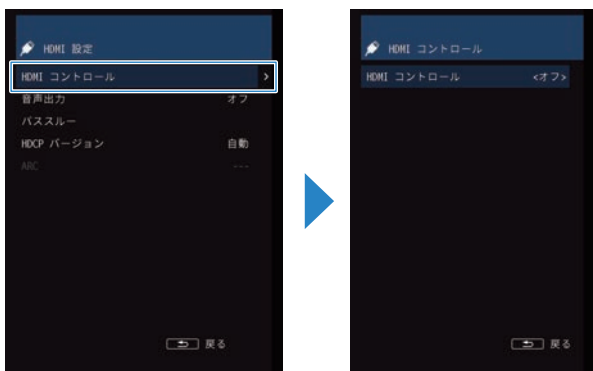 HDMI 設定
HDMI コントロール >
音声出力 オフ
パススルー
HDCP バージョン 自動
ARC ---
戻る
HDMI コントロール
HDMI コントロール <オフ>
戻る